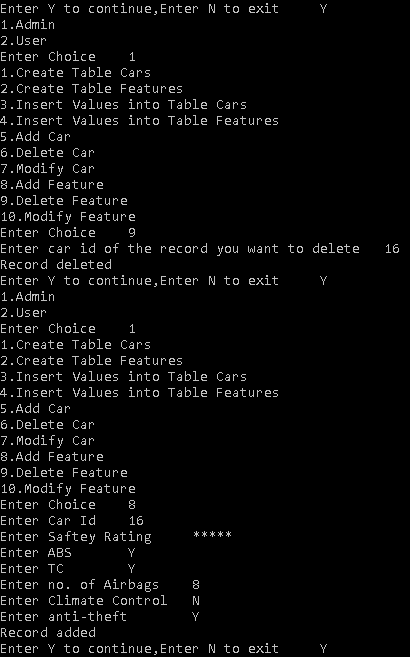 Enter Y to continue,Enter N to exit Y
1.Admin
2.User
Enter Choice 1
1.Create Table Cars
2.Create Table Features
3.Insert Values into Table Cars
4.Insert Values into Table Features
5.Add Car
6.Delete Car
7.Modify Car
8.Add Feature
9.Delete Feature
10.Modify Feature
Enter Choice 9
Enter car id of the record you want to delete 16
Record deleted
Enter Y to continue,Enter N to exit Y
1.Admin
2.User
Enter Choice 1
1.Create Table Cars
2.Create Table Features
3.Insert Values into Table Cars
4.Insert Values into Table Features
5.Add Car
6.Delete Car
7.Modify Car
8.Add Feature
9.Delete Feature
10.Modify Feature
Enter Choice 8
Enter Car Id 16
Enter Saftey Rating *****
Enter ABS Y
Enter TC Y
Enter no. of Airbags 8
Enter Climate Control N
Enter anti-theft Y
Record added
Enter Y to continue,Enter N to exit Y